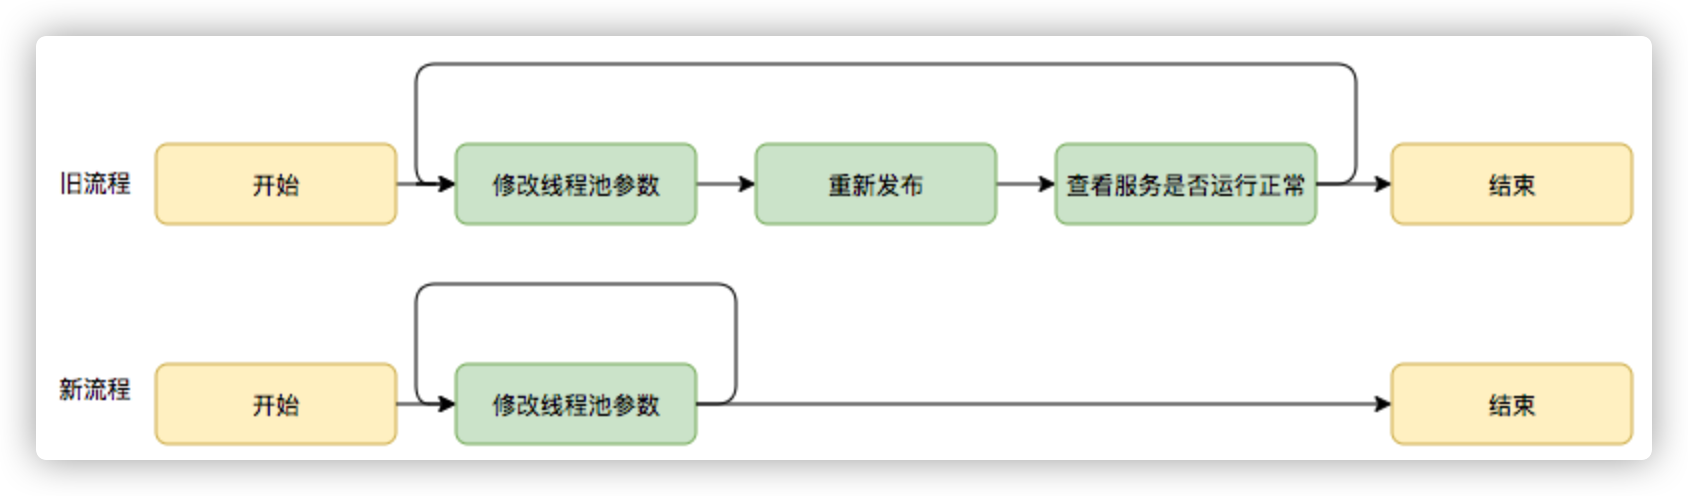 旧流程
开始
修改线程池参数
重新发布
查看服务是否运行正常
结束
新流程
开始
修改线程池参数
结束